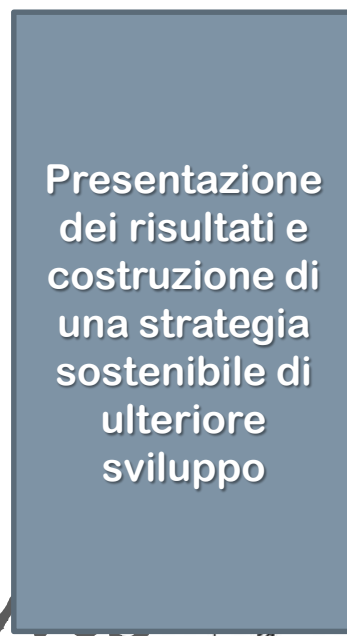 Presentazione
dei risultati e
costruzione di
una strategia
sostenibile di
ulteriore
sviluppo